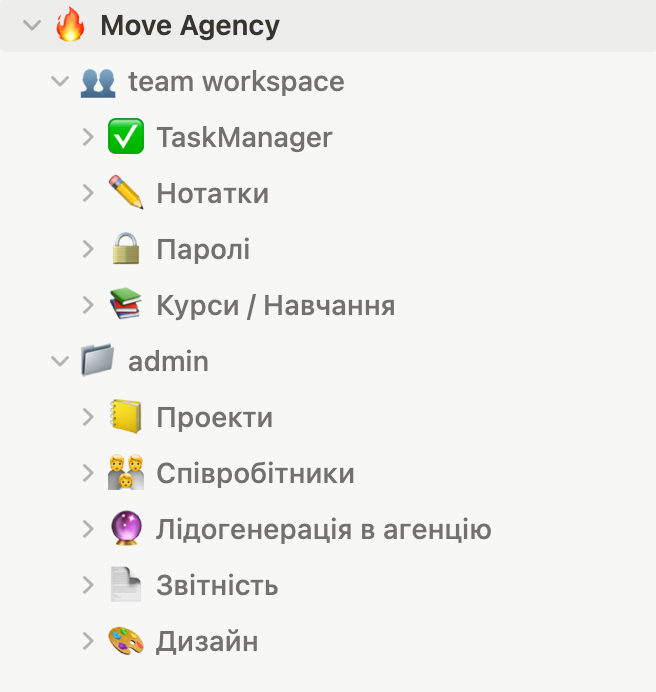 Move Agency
team workspace
TaskManager
Нотатки
Паролі
Курси / Навчання
admin
Проекти
Співробітники
Лідогенерація в агенцію
Звітність
Дизайн